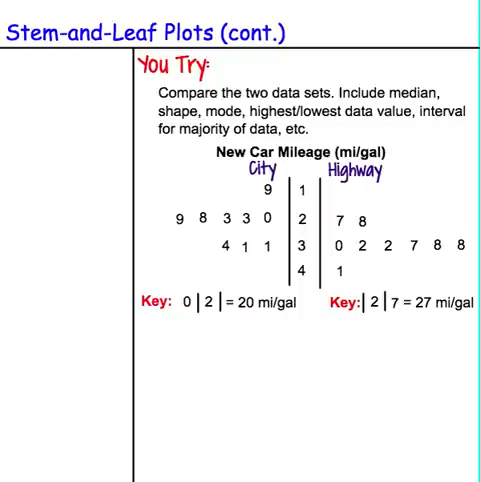 Stem-and-Leaf Plots (cont.)
You Try:
Compare the two data sets. Include median,
shape, mode, highest/lowest data value, interval
for majority of data, etc.
New Car Mileage (mi/gal)
City Highway
9 | 1 |
9 8 3 3 0 | 2 | 7 8
4 1 1 | 3 | 0 2 2 7 8 8
| 4 | 1
Key: 0 | 2 | = 20 mi/gal Key: | 2 | 7 = 27 mi/gal